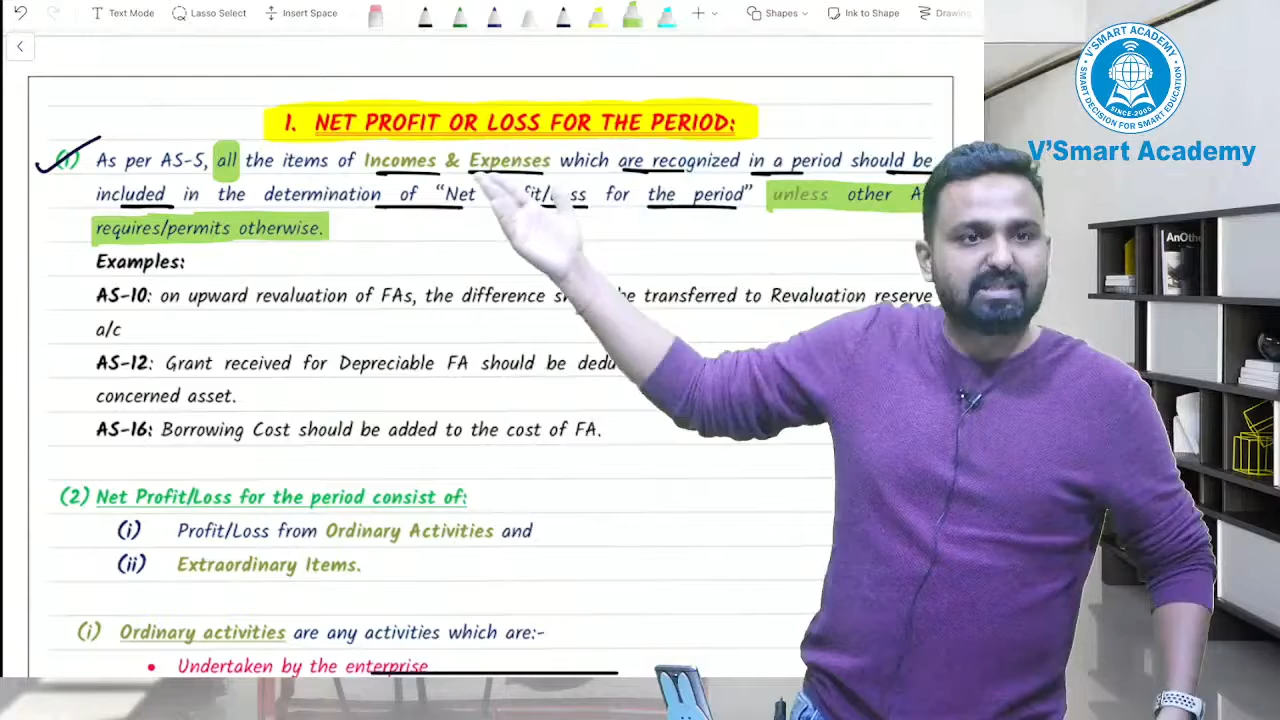 Text Mode Lasso Select Insert Space Shapes Ink to Shape Drawing
V'SMART ACADEMY
SMART DECISION FOR SMART EDUCATION
SINCE-2005
V'Smart Academy
1. NET PROFIT OR LOSS FOR THE PERIOD:
(1) As per AS-5, all the items of Incomes & Expenses which are recognized in a period should be
included in the determination of "Net /Loss for the period" unless other
requires/permits otherwise.
Examples:
AS-10: on upward revaluation of FAs, the difference transferred to Revaluation reserve
a/c
AS-12: Grant received for Depreciable FA should be
concerned asset.
AS-16: Borrowing Cost should be added to the cost of FA.
(2) Net Profit/Loss for the period consist of:
(i) Profit/Loss from Ordinary Activities and
(ii) Extraordinary Items.
(i) Ordinary activities are any activities which are:-
• Undertaken by the enterprise